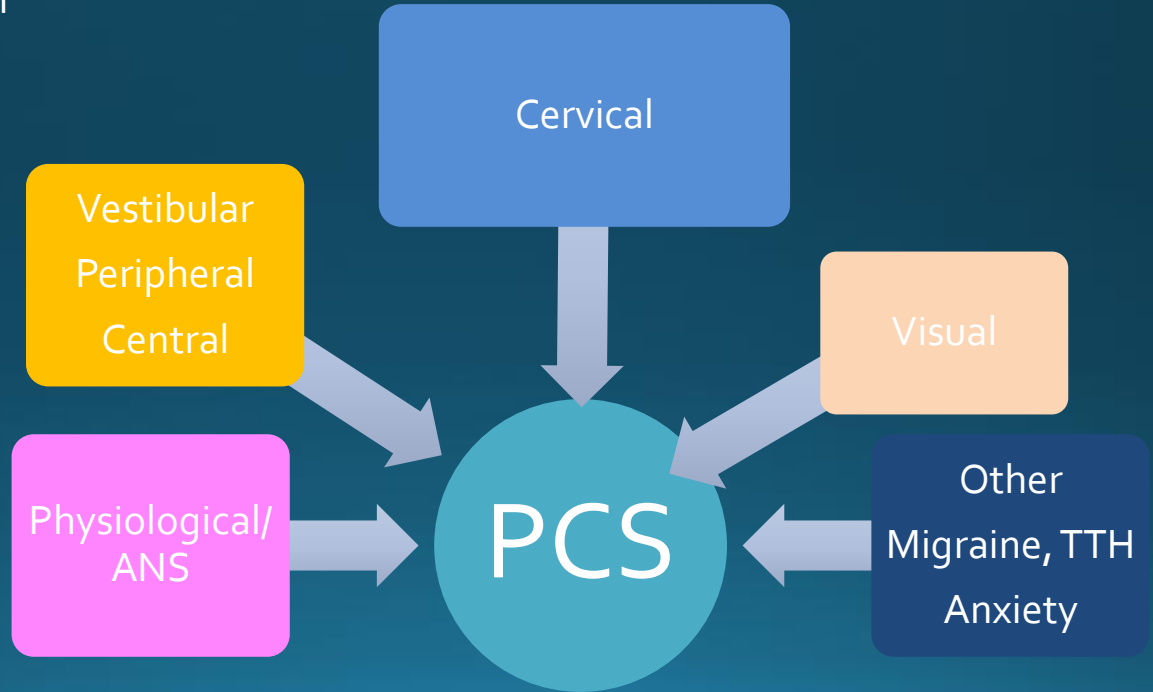 Cervical
Vestibular
Peripheral
Central
Visual
Physiological/
ANS
PCS
Other
Migraine, TTH
Anxiety